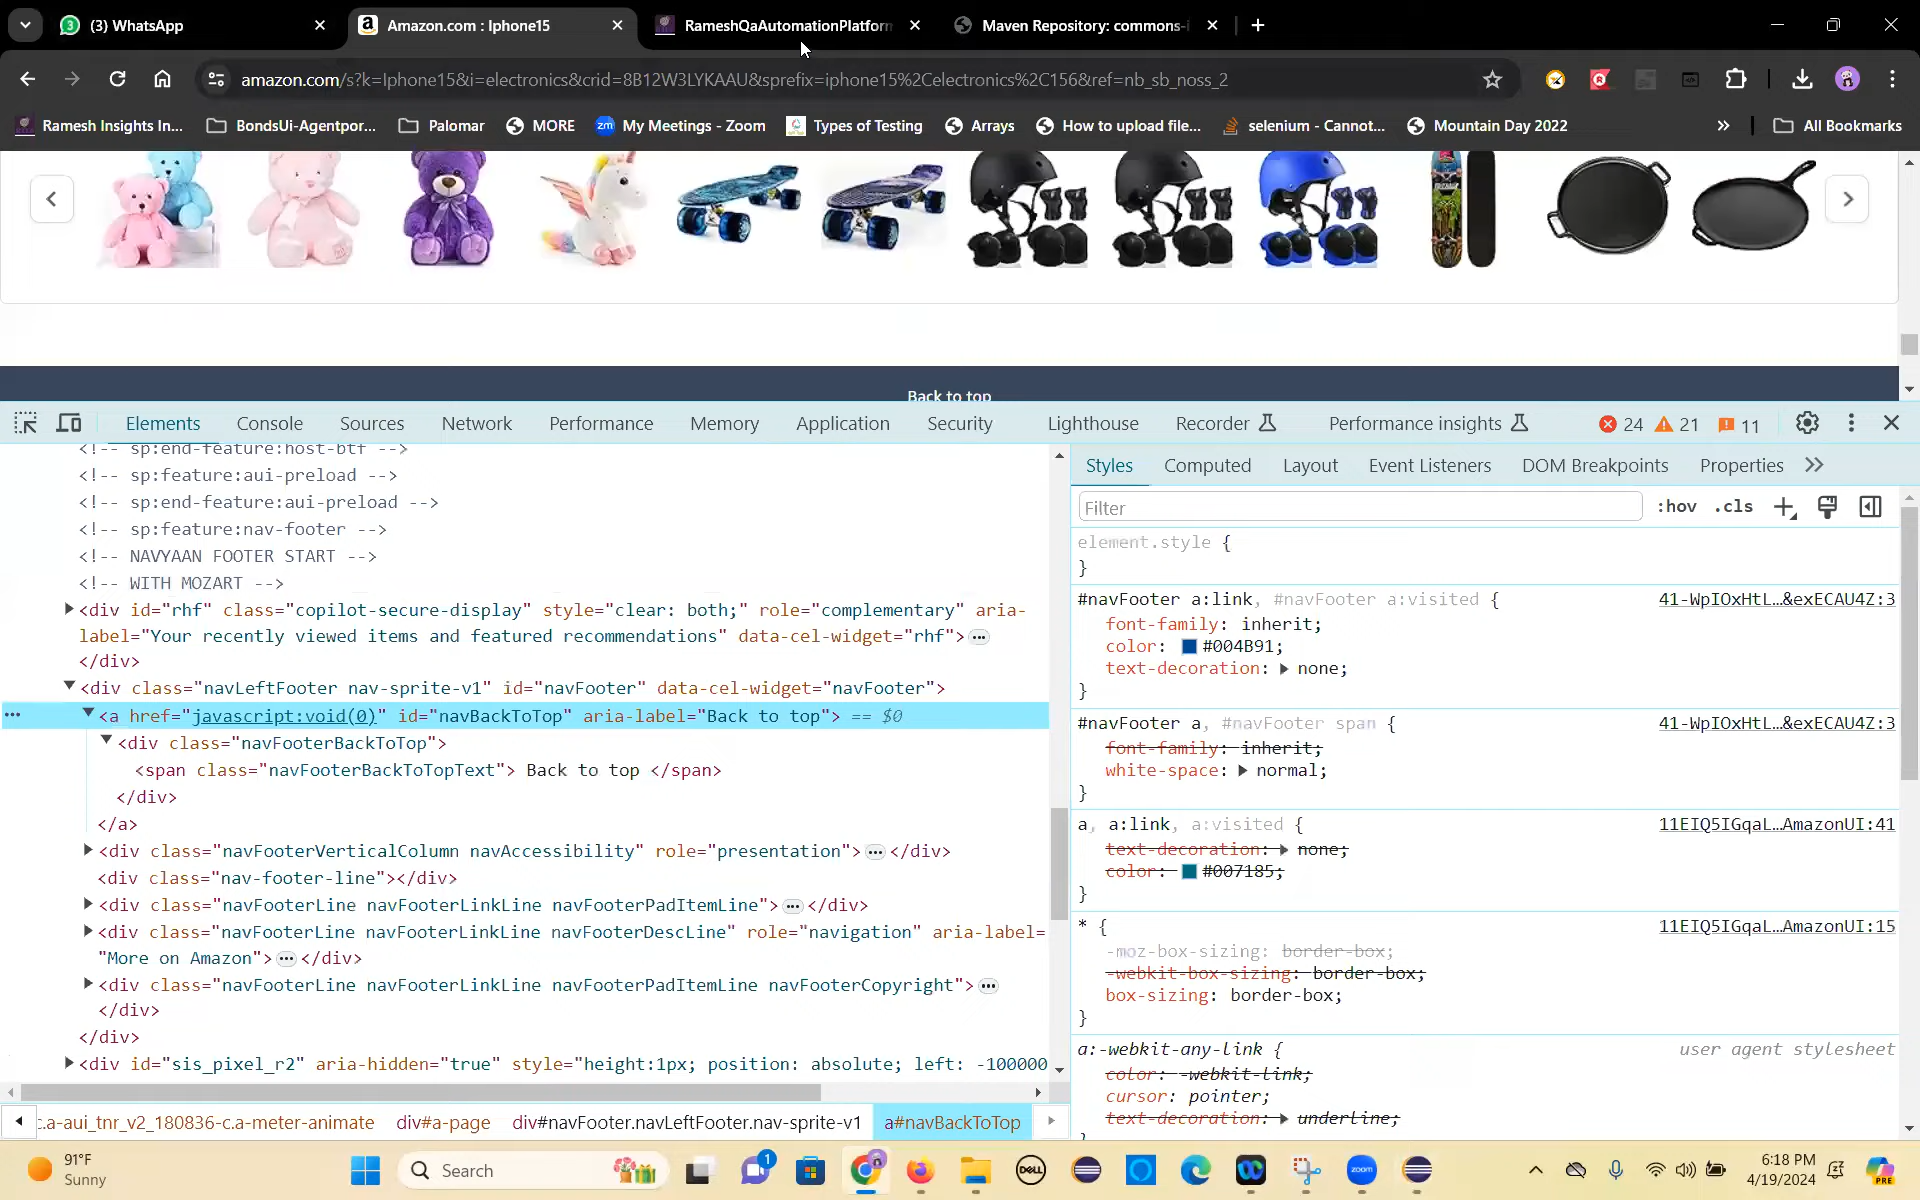 (3) WhatsApp
Amazon.com : Iphone15
RameshQaAutomationPlatforn
Maven Repository: commons-i
amazon.com/s?k=Iphone15&i=electronics&crid=8B12W3LYKAAU&sprefix=iphone15%2Celectronics%2C156&ref=nb_sb_noss_2
Ramesh Insights In...
BondsUi-Agentpor...
Palomar
MORE
My Meetings - Zoom
Types of Testing
Arrays
How to upload file...
selenium - Cannot...
Mountain Day 2022
All Bookmarks
Back to top
Elements Console Sources Network Performance Memory Application Security Lighthouse Recorder Performance insights 24 21 11
<!-- sp:end-feature:host-btf -->
<!-- sp:feature:aui-preload -->
<!-- sp:end-feature:aui-preload -->
<!-- sp:feature:nav-footer -->
<!-- NAVYAAN FOOTER START -->
<!-- WITH MOZART -->
<div id="rhf" class="copilot-secure-display" style="clear: both;" role="complementary" aria-
label="Your recently viewed items and featured recommendations" data-cel-widget="rhf"> …
</div>
<div class="navLeftFooter nav-sprite-v1" id="navFooter" data-cel-widget="navFooter">
<a href="javascript:void(0)" id="navBackToTop" aria-label="Back to top"> == $0
<div class="navFooterBackToTop">
<span class="navFooterBackToTopText"> Back to top </span>
</div>
</a>
<div class="navFooterVerticalColumn navAccessibility" role="presentation"> … </div>
<div class="nav-footer-line"></div>
<div class="navFooterLine navFooterLinkLine navFooterPadItemLine"> … </div>
<div class="navFooterLine navFooterLinkLine navFooterDescLine" role="navigation" aria-label=
"More on Amazon"> … </div>
<div class="navFooterLine navFooterLinkLine navFooterPadItemLine navFooterCopyright"> …
</div>
</div>
<div id="sis_pixel_r2" aria-hidden="true" style="height:1px; position: absolute; left: -100000
c.a-aui_tnr_v2_180836-c.a-meter-animate div#a-page div#navFooter.navLeftFooter.nav-sprite-v1 a#navBackToTop
Styles Computed Layout Event Listeners DOM Breakpoints Properties
Filter :hov .cls
element.style {
}
#navFooter a:link, #navFooter a:visited { 41-WpIOxHtL…&exECAU4Z:3
font-family: inherit;
color: #004B91;
text-decoration: none;
}
#navFooter a, #navFooter span { 41-WpIOxHtL…&exECAU4Z:3
font-family: inherit;
white-space: normal;
}
a, a:link, a:visited { 11EIQ5IGqaL…AmazonUI:41
text-decoration: none;
color: #007185;
}
* { 11EIQ5IGqaL…AmazonUI:15
-moz-box-sizing: border-box;
-webkit-box-sizing: border-box;
box-sizing: border-box;
}
a:-webkit-any-link { user agent stylesheet
color: -webkit-link;
cursor: pointer;
text-decoration: underline;
}
91°F
Sunny
Search
1
DELL
zoom
6:18 PM
4/19/2024
PRE